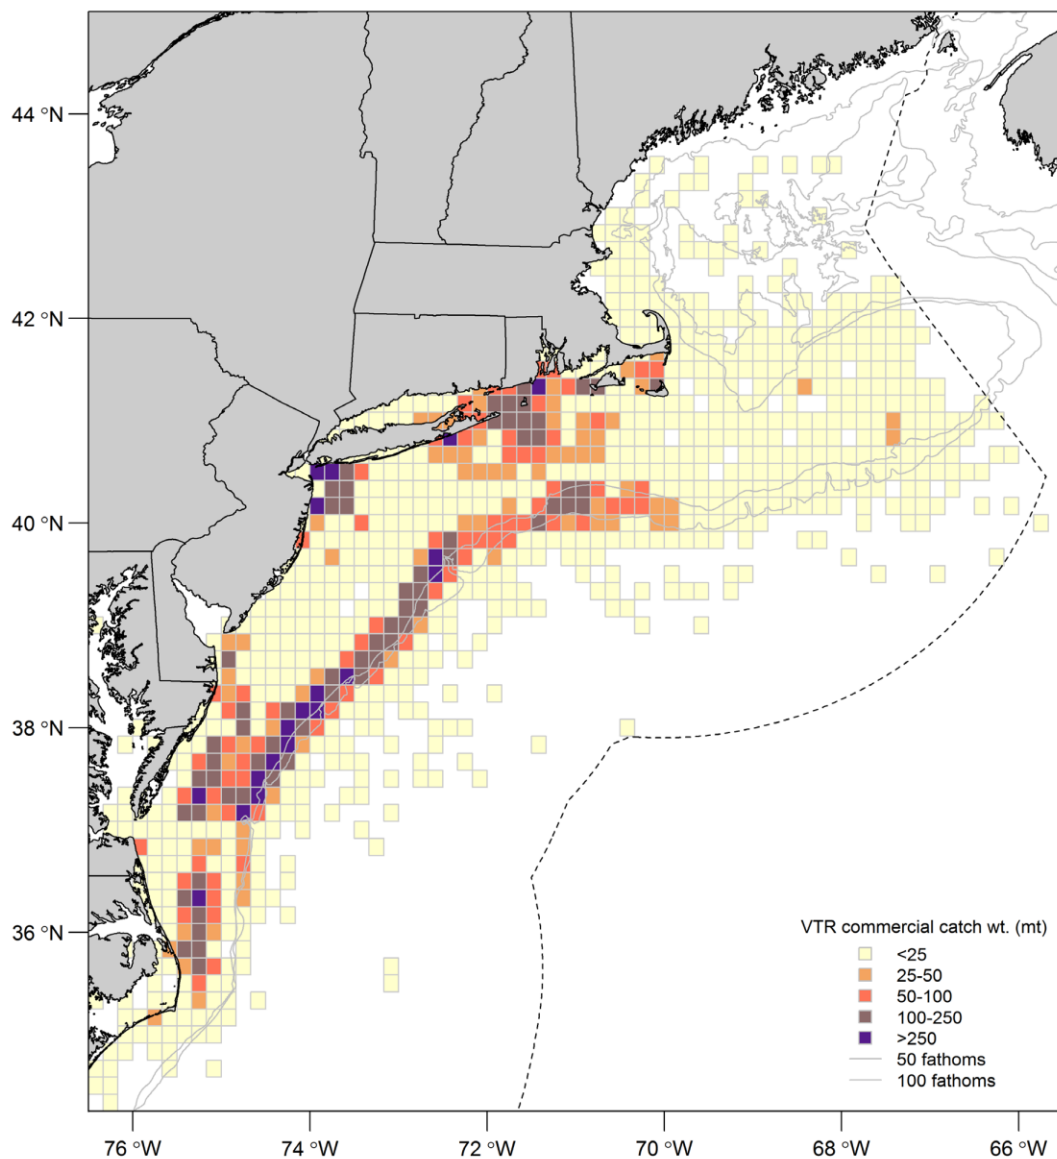 44 °N
42 °N
40 °N
38 °N
36 °N
VTR commercial catch wt. (mt)
<25
25-50
50-100
100-250
>250
50 fathoms
100 fathoms
76 °W
74 °W
72 °W
70 °W
68 °W
66 °W